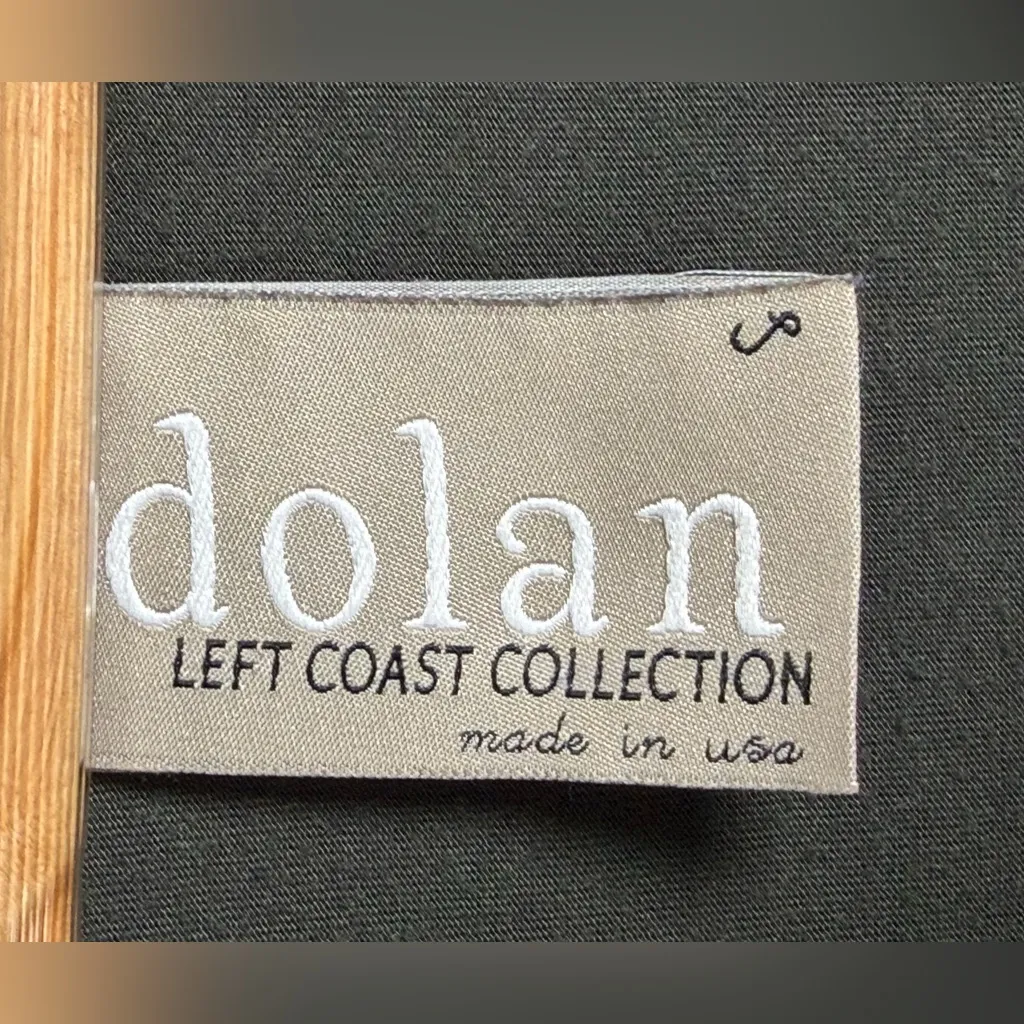 s
dolan
LEFT COAST COLLECTION
made in usa